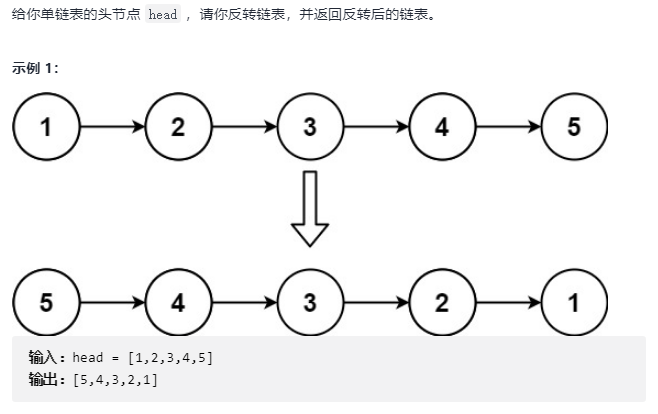 给你单链表的头节点 head ，请你反转链表，并返回反转后的链表。
示例 1：
1 2 3 4 5
5 4 3 2 1
输入：head = [1,2,3,4,5]
输出：[5,4,3,2,1]